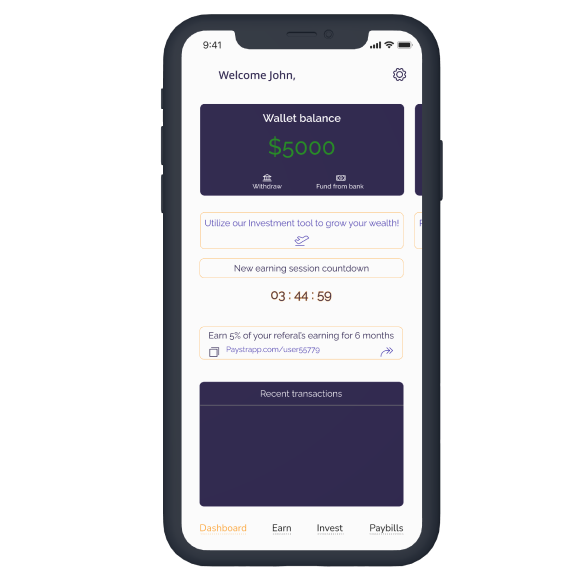 9:41
Welcome John,
Wallet balance
$5000
Withdraw
Fund from bank
Utilize our Investment tool to grow your wealth!
New earning session countdown
03 : 44 : 59
Earn 5% of your referal's earning for 6 months
Paystrapp.com/user55779
Recent transactions
Dashboard
Earn
Invest
Paybills